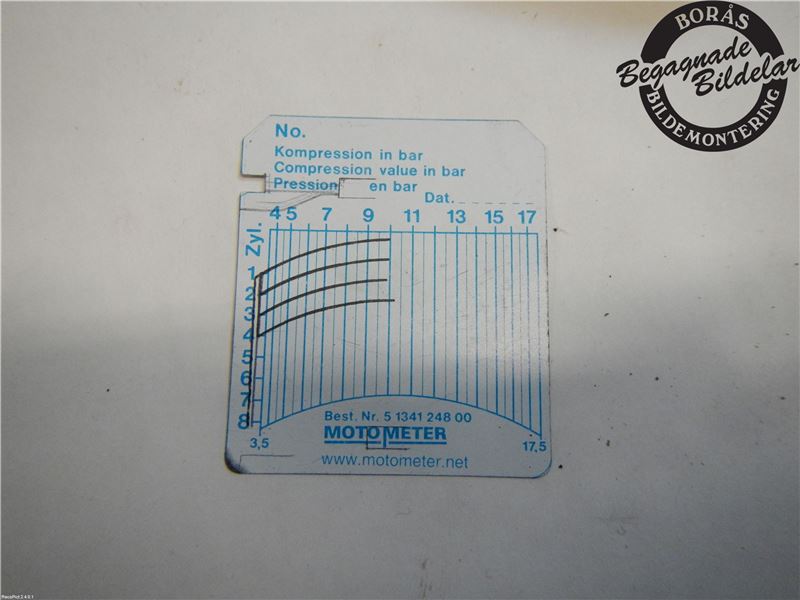 BORÅS
Begagnade
Bildelar
BILDEMONTERING
No.
Kompression in bar
Compression value in bar
Pression en bar
Dat.
4 5 7 9 11 13 15 17
Zyl.
1
2
3
4
5
6
7
8
Best. Nr. 5 1341 248 00
3,5 MOTOMETER 17,5
www.motometer.net